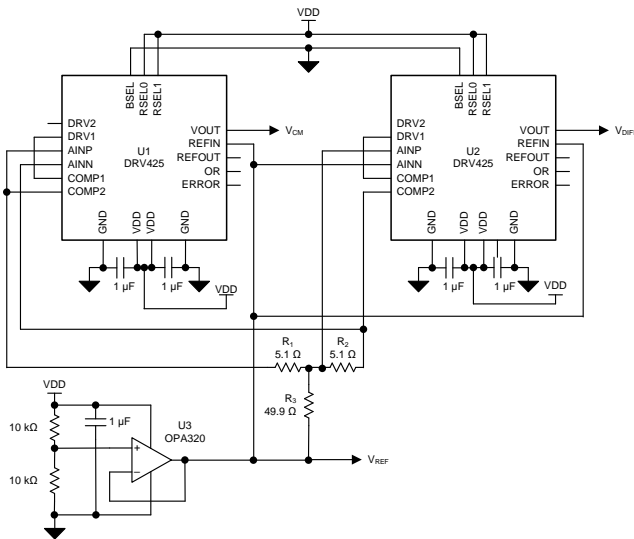 VDD
BSEL
RSEL0
RSEL1
DRV2
DRV1
AINP
AINN
COMP1
COMP2
U1
DRV425
VOUT
REFIN
REFOUT
OR
ERROR
GND
VDD
VDD
GND
V_CM
1 µF
1 µF
VDD
BSEL
RSEL0
RSEL1
DRV2
DRV1
AINP
AINN
COMP1
COMP2
U2
DRV425
VOUT
REFIN
REFOUT
OR
ERROR
GND
VDD
VDD
GND
V_DIF
1 µF
1 µF
VDD
R1
5.1 Ω
R2
5.1 Ω
R3
49.9 Ω
VDD
10 kΩ
10 kΩ
1 µF
U3
OPA320
+
−
V_REF